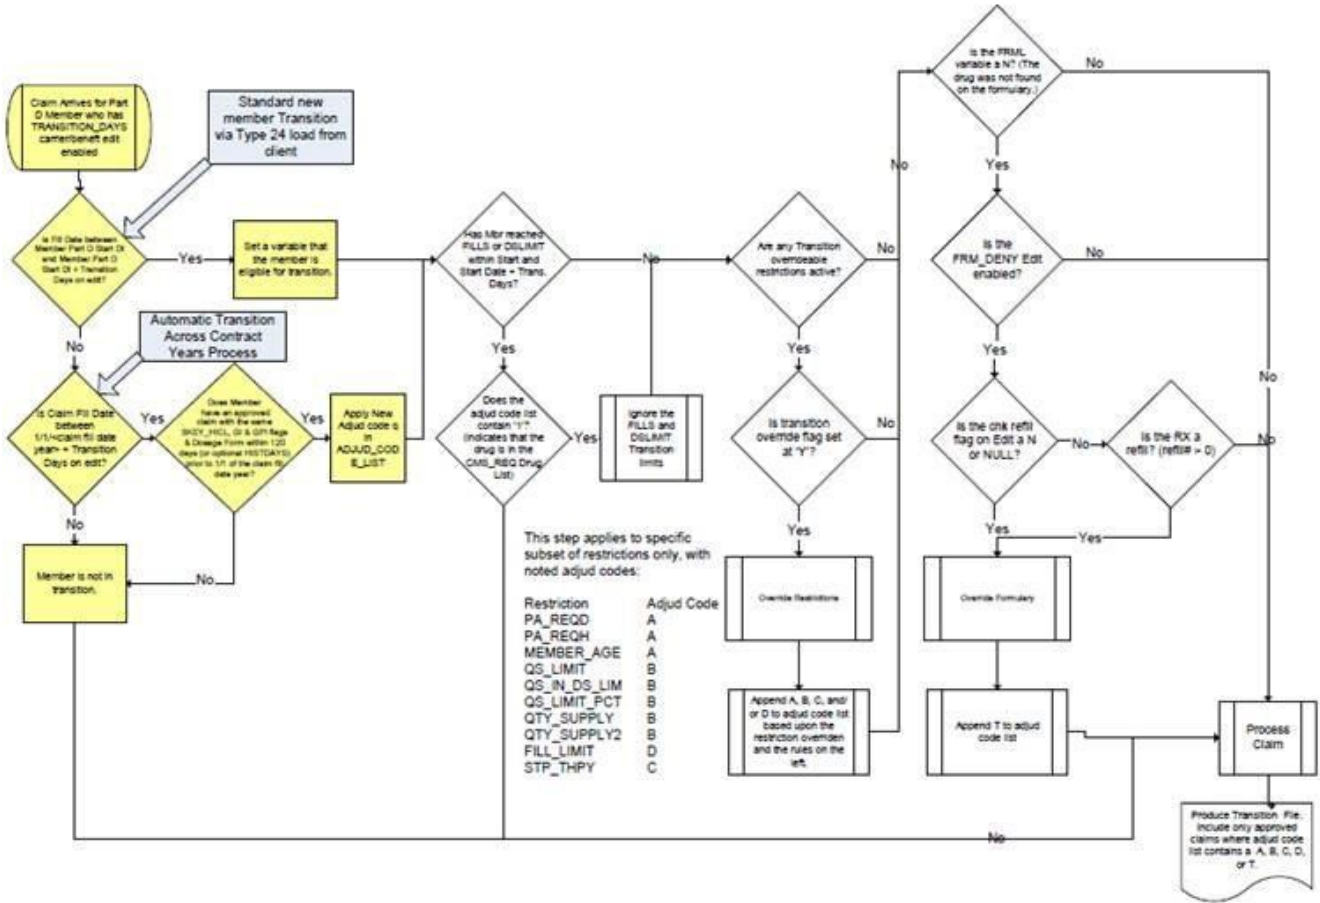 Claim Arrives for Part
D Member who has
TRANSITION_DAYS
carrier/benefit edit
enabled
Standard new
member Transition
via Type 24 load from
client
Is Fill Date between
Member Part D Start Dt
and Member Part D
Start Dt + Transition
Days on edit?
Yes
Set a variable that
the member is
eligible for transition.
No
Automatic Transition
Across Contract
Years Process
Is Claim Fill Date
between
1/1/<claim fill date
year> + Transition
Days on edit?
Yes
Does Member
have an approved
claim with the same
GI & GPI flags
& Dosage Form within 120
days (or optional HISTDAYS)
prior to 1/1 of the claim fill
date year?
Yes
Apply New
Adjud code is
in
ADJUD_COD
E_LIST
No
No
Member is not in
transition.
Has Mbr reached
FILLS or DSLIMIT
within Start and
Start Date + Trans.
Days?
No
Yes
Does the
adjud code list
contain 'Y'?
(indicates that the
drug is in the
CMS_REQ Drug
List)
Yes
Ignore the
FILLS and
DSLIMIT
Transition
limits
Are any Transition
overrideable
restrictions active?
No
No
Yes
Is transition
override flag set
at 'Y'?
No
Yes
This step applies to specific
subset of restrictions only, with
noted adjud codes:
Restriction Adjud Code
PA_REQD A
PA_REQH A
MEMBER_AGE A
QS_LIMIT B
QS_IN_DS_LIM B
QS_LIMIT_PCT B
QTY_SUPPLY B
QTY_SUPPLY2 B
FILL_LIMIT D
STP_THPY C
Override Restrictions
Append A, B, C, and/
or D to adjud code list
based upon the
restriction overriden
and the rules on the
left.
Is the FRML
variable a N? (The
drug was not found
on the formulary.)
No
Yes
Is the
FRM_DENY Edit
enabled?
No
Yes
Is the chk refill
flag on Edit a N
or NULL?
No
Is the RX a
refill? (refill# > 0)
No
No
Yes
Yes
Override Formulary
Append T to adjud
code list
Process
Claim
No
Produce Transition File.
Include only approved
claims where adjud code
list contains a A, B, C, D,
or T.